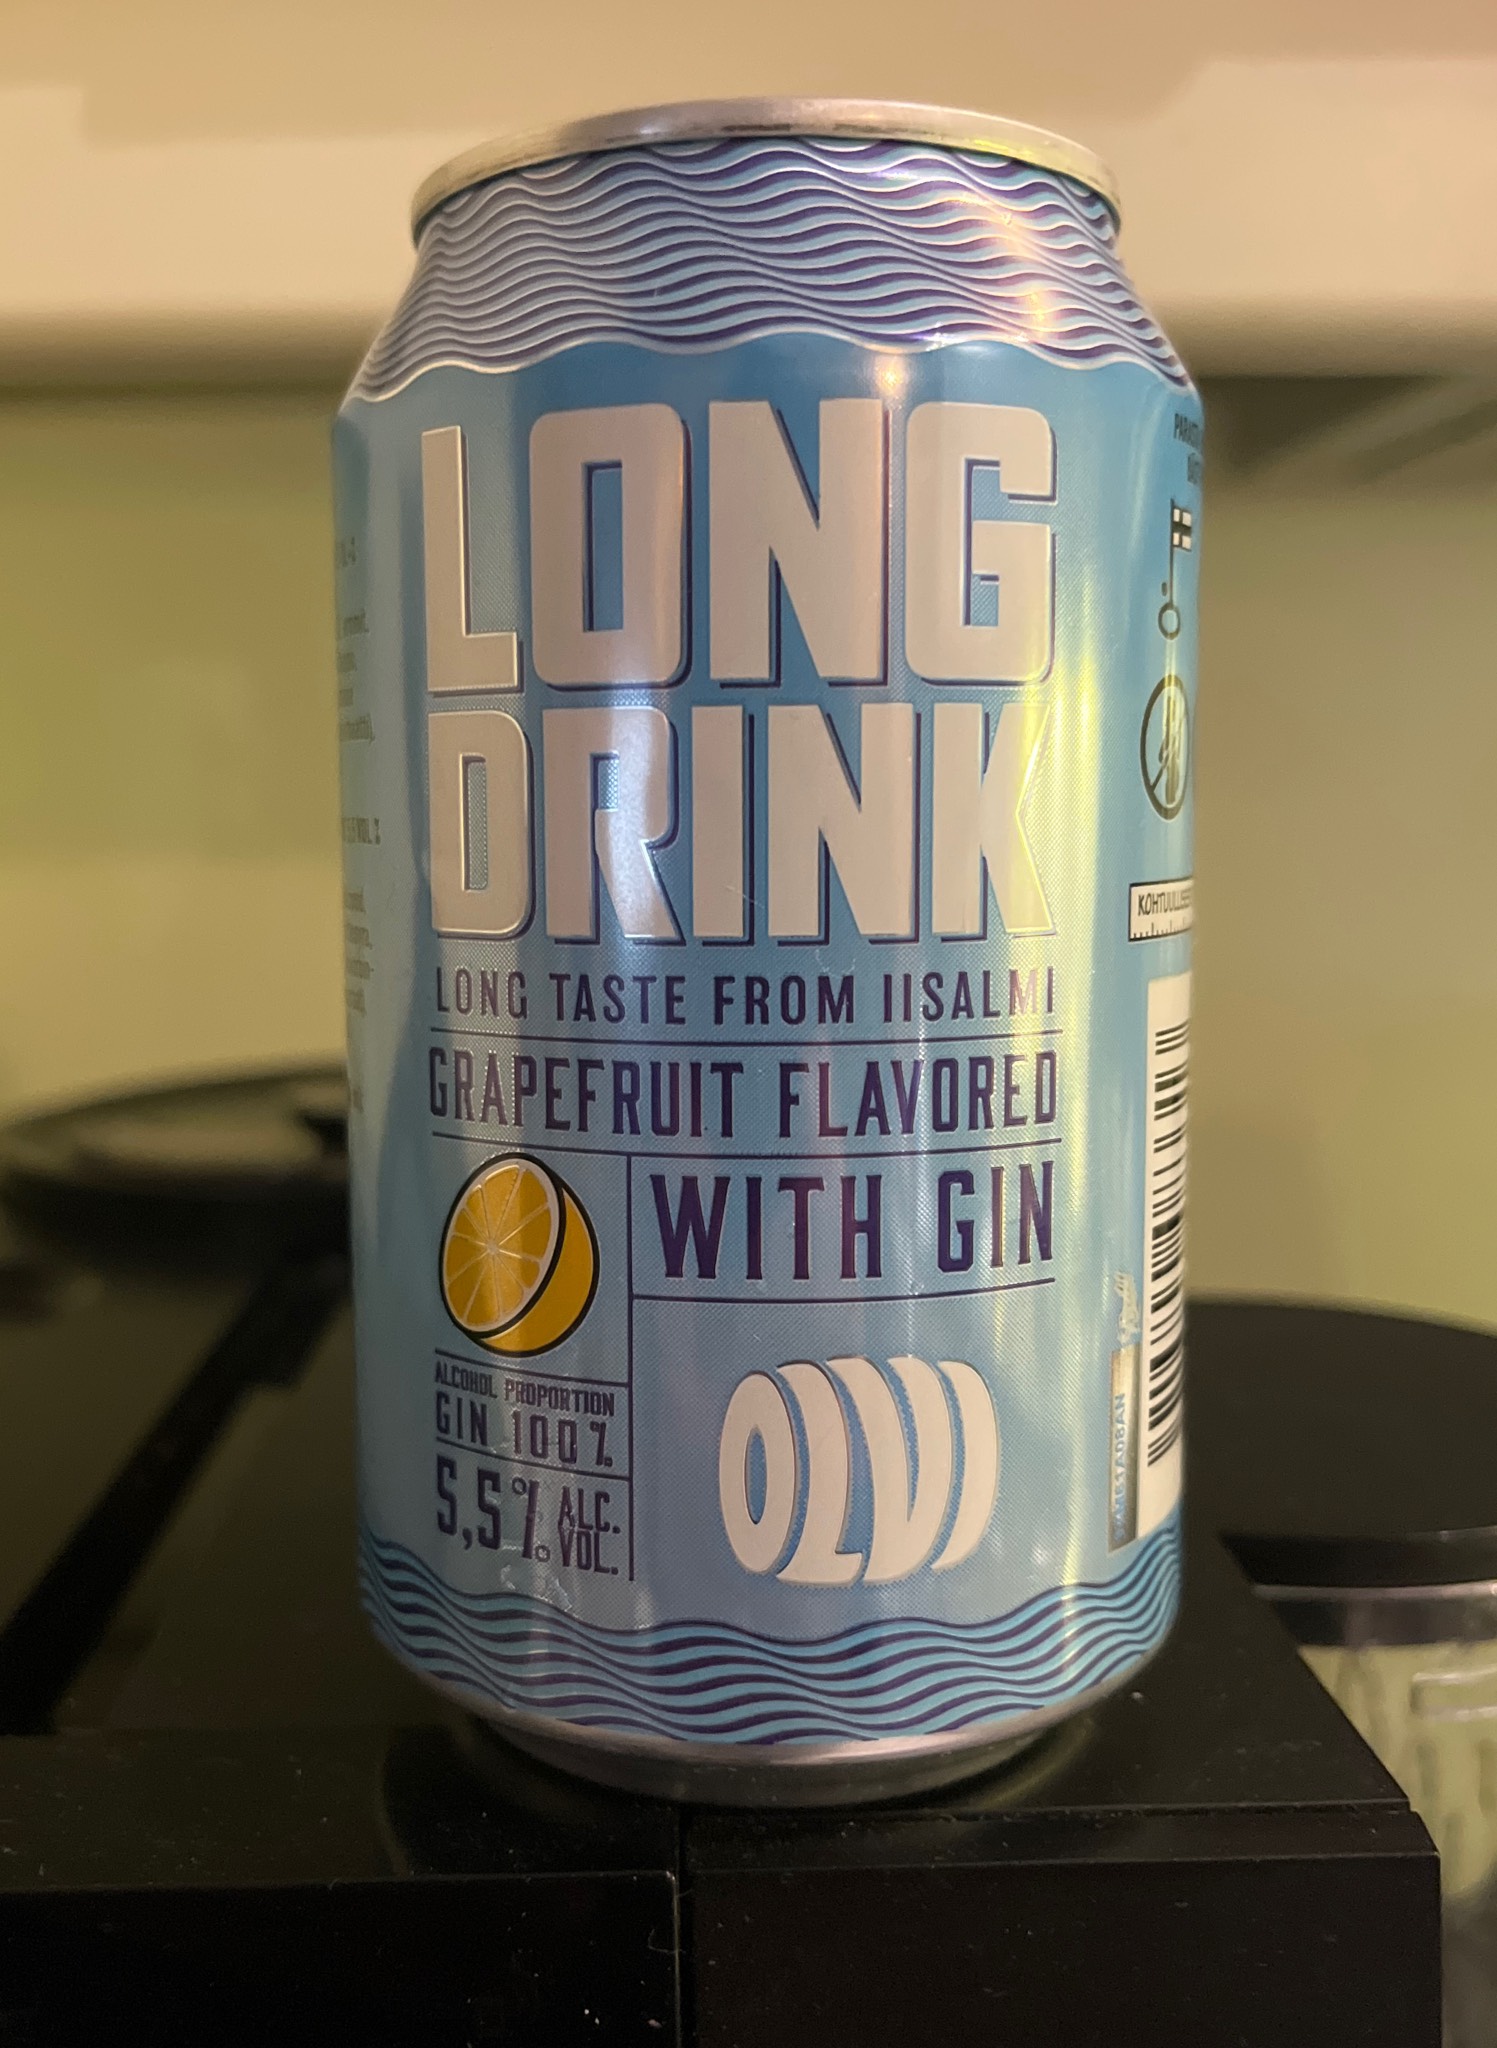 LONG
DRINK
LONG TASTE FROM IISALMI
GRAPEFRUIT FLAVORED
WITH GIN
ALCOHOL PROPORTION
GIN 100%
5,5% ALC.
VOL.
OLVI